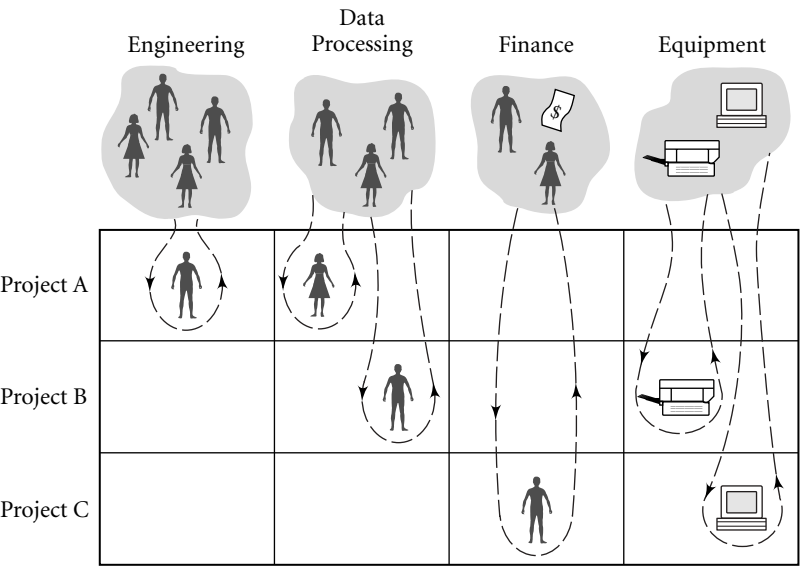 Engineering
Data
Processing
Finance
Equipment
$
Project A
Project B
Project C